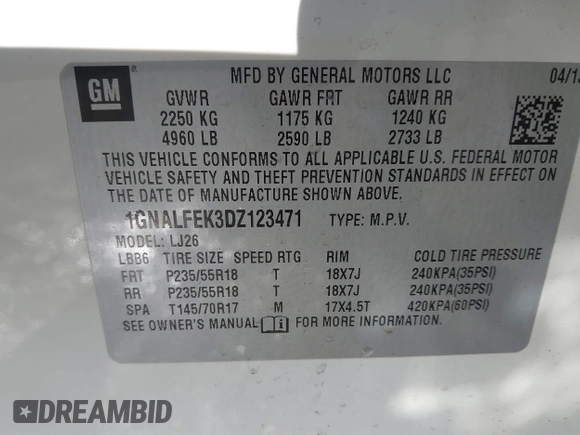 GM
MFD BY GENERAL MOTORS LLC 04/13
GVWR GAWR FRT GAWR RR
2250 KG 1175 KG 1240 KG
4960 LB 2590 LB 2733 LB
THIS VEHICLE CONFORMS TO ALL APPLICABLE U.S. FEDERAL MOTOR
VEHICLE SAFETY AND THEFT PREVENTION STANDARDS IN EFFECT ON
THE DATE OF MANUFACTURE SHOWN ABOVE.
1GNALFEK3DZ123471 TYPE: M.P.V.
MODEL: LJ26
LBB6 TIRE SIZE SPEED RTG RIM COLD TIRE PRESSURE
FRT P235/55R18 T 18X7J 240KPA(35PSI)
RR P235/55R18 T 18X7J 240KPA(35PSI)
SPA T145/70R17 M 17X4.5T 420KPA(60PSI)
SEE OWNER'S MANUAL i FOR MORE INFORMATION.
DREAMBID